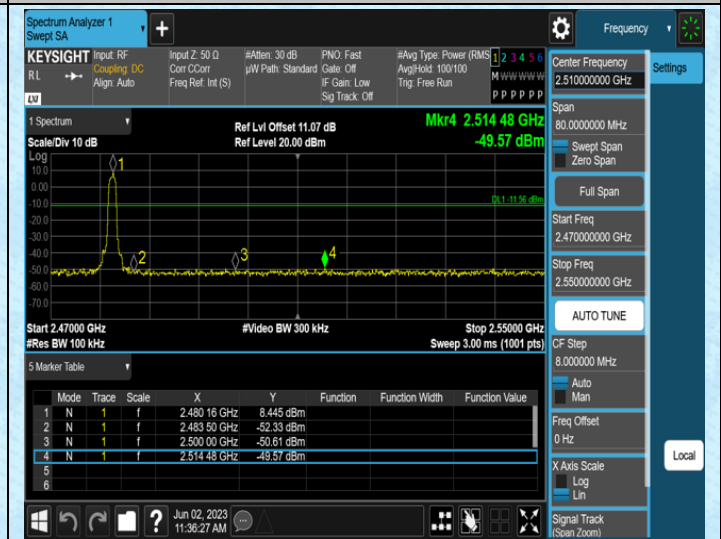 Spectrum Analyzer 1
Swept SA
Frequency
KEYSIGHT
Input: RF
Coupling: DC
Align: Auto
Input Z: 50 Ω
Corr CCorr
Freq Ref: Int (S)
#Atten: 30 dB
µW Path: Standard
PNO: Fast
Gate: Off
IF Gain: Low
Sig Track: Off
#Avg Type: Power (RMS
Avg|Hold: 100/100
Trig: Free Run
1 2 3 4 5 6
M W W W W W
P P P P P P
R L
LXI
1 Spectrum
Scale/Div 10 dB
Ref Lvl Offset 11.07 dB
Ref Level 20.00 dBm
Mkr4 2.514 48 GHz
-49.57 dBm
Log
10.0
0.00
-10.0
-20.0
-30.0
-40.0
-50.0
-60.0
-70.0
1
2
3
4
DL1 -11.56 dBm
Start 2.47000 GHz
#Res BW 100 kHz
#Video BW 300 kHz
Stop 2.55000 GHz
Sweep 3.00 ms (1001 pts)
5 Marker Table
Mode Trace Scale X Y Function Function Width Function Value
1 N 1 f 2.480 16 GHz 8.445 dBm
2 N 1 f 2.483 50 GHz -52.33 dBm
3 N 1 f 2.500 00 GHz -50.61 dBm
4 N 1 f 2.514 48 GHz -49.57 dBm
5
6
?
Jun 02, 2023
11:36:27 AM
Center Frequency
2.510000000 GHz
Span
80.0000000 MHz
Swept Span
Zero Span
Full Span
Start Freq
2.470000000 GHz
Stop Freq
2.550000000 GHz
AUTO TUNE
CF Step
8.000000 MHz
Auto
Man
Freq Offset
0 Hz
X Axis Scale
Log
Lin
Signal Track
(Span Zoom)
Settings
Local